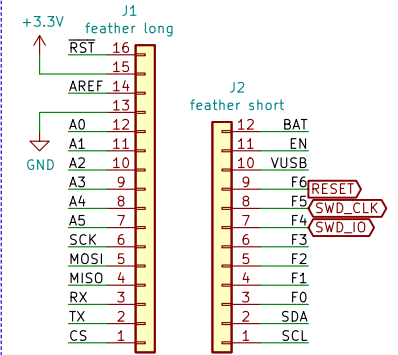 J1
feather long
+3.3V
RST 16
15
AREF 14
13
A0 12
A1 11
A2 10
A3 9
A4 8
A5 7
SCK 6
MOSI 5
MISO 4
RX 3
TX 2
CS 1
GND
J2
feather short
12 BAT
11 EN
10 VUSB
9 F6 RESET
8 F5 SWD_CLK
7 F4 SWD_IO
6 F3
5 F2
4 F1
3 F0
2 SDA
1 SCL